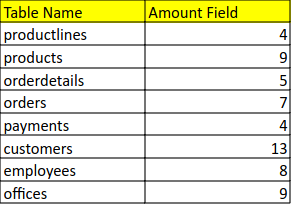 Table Name Amount Field
productlines 4
products 9
orderdetails 5
orders 7
payments 4
customers 13
employees 8
offices 9